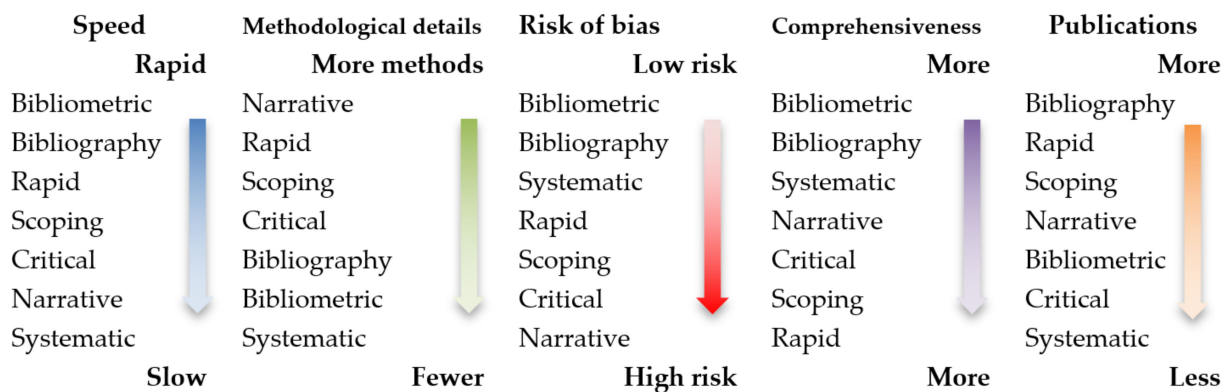 Speed Methodological details Risk of bias Comprehensiveness Publications
Rapid More methods Low risk More More
Bibliometric Narrative Bibliometric Bibliometric Bibliography
Bibliography Rapid Bibliography Bibliography Rapid
Rapid Scoping Systematic Systematic Scoping
Scoping Critical Rapid Narrative Narrative
Critical Bibliography Scoping Critical Bibliometric
Narrative Bibliometric Critical Scoping Critical
Systematic Systematic Narrative Rapid Systematic
Slow Fewer High risk More Less